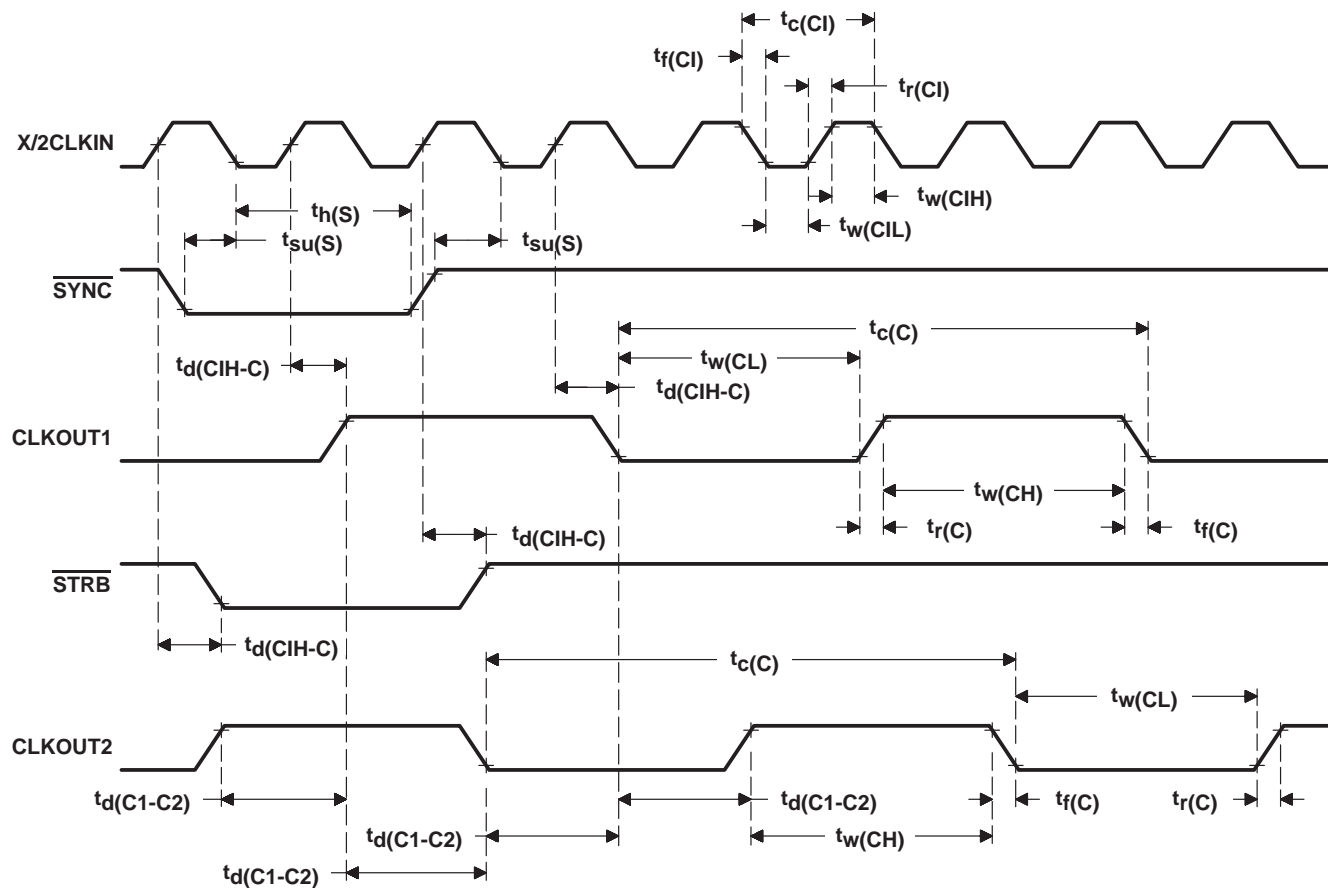 tc(CI)
tf(CI)
tr(CI)
X/2CLKIN
th(S)
tw(CIH)
tsu(S)
tsu(S)
tw(CIL)
SYNC
tc(C)
td(CIH-C)
tw(CL)
td(CIH-C)
CLKOUT1
tw(CH)
td(CIH-C)
tr(C)
tf(C)
STRB
td(CIH-C)
tc(C)
tw(CL)
CLKOUT2
td(C1-C2)
td(C1-C2)
tf(C)
tr(C)
td(C1-C2)
tw(CH)
td(C1-C2)